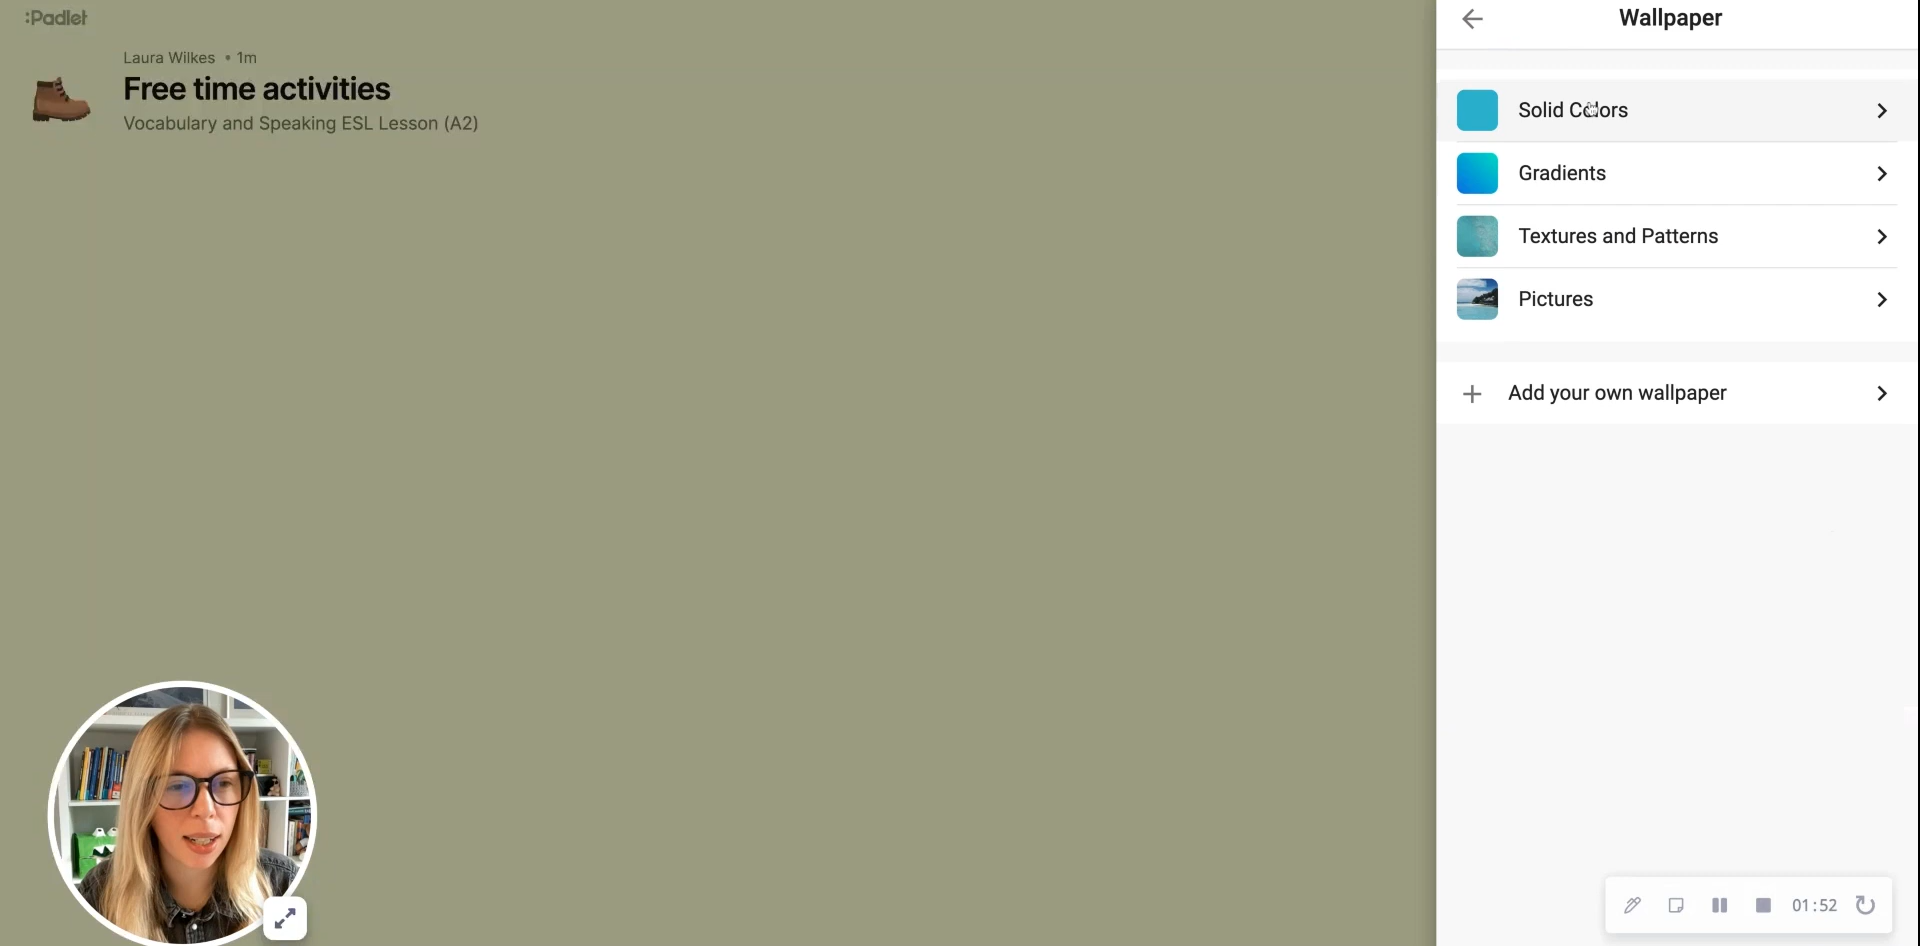 :Padlet
Laura Wilkes • 1m
Free time activities
Vocabulary and Speaking ESL Lesson (A2)
Wallpaper
Solid Colors
Gradients
Textures and Patterns
Pictures
Add your own wallpaper
01:52